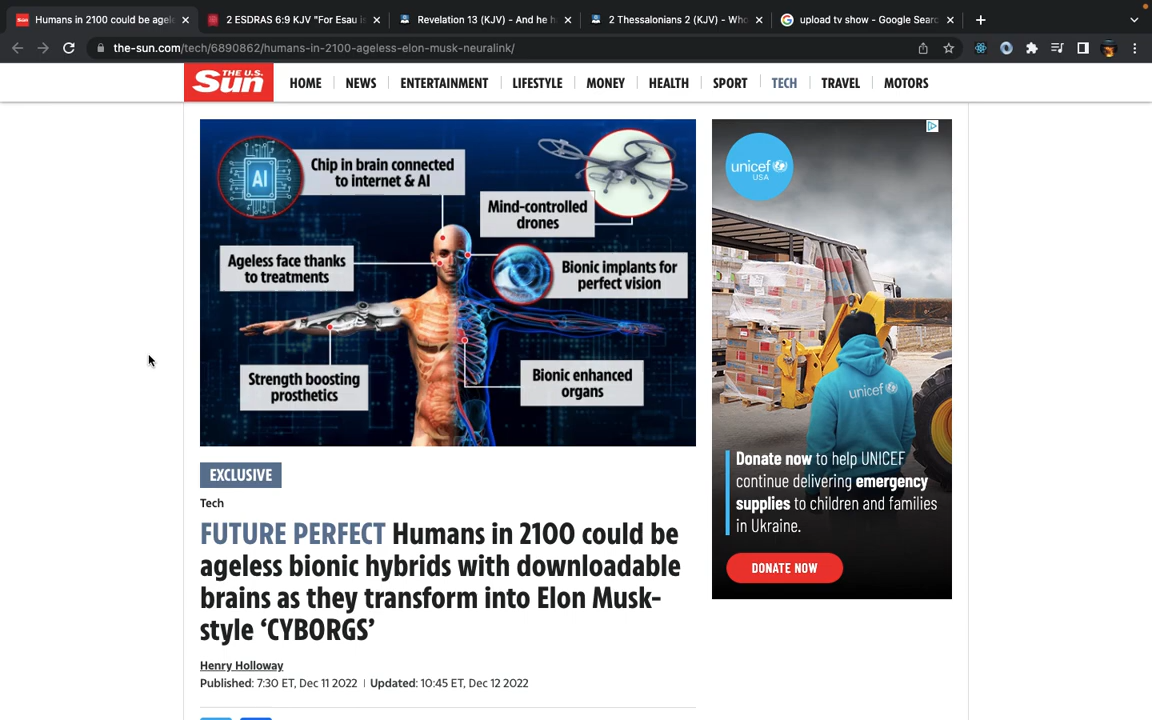 Humans in 2100 could be agele
2 ESDRAS 6:9 KJV "For Esau is
Revelation 13 (KJV) - And he h
2 Thessalonians 2 (KJV) - Who
upload tv show - Google Searc
the-sun.com/tech/6890862/humans-in-2100-ageless-elon-musk-neuralink/
THE U.S.
Sun
HOME
NEWS
ENTERTAINMENT
LIFESTYLE
MONEY
HEALTH
SPORT
TECH
TRAVEL
MOTORS
AI
Chip in brain connected
to internet & AI
Mind-controlled
drones
Ageless face thanks
to treatments
Bionic implants for
perfect vision
Strength boosting
prosthetics
Bionic enhanced
organs
unicef
USA
unicef
Donate now to help UNICEF
continue delivering emergency
supplies to children and families
in Ukraine.
DONATE NOW
EXCLUSIVE
Tech
FUTURE PERFECT Humans in 2100 could be
ageless bionic hybrids with downloadable
brains as they transform into Elon Musk-
style ‘CYBORGS’
Henry Holloway
Published: 7:30 ET, Dec 11 2022 | Updated: 10:45 ET, Dec 12 2022